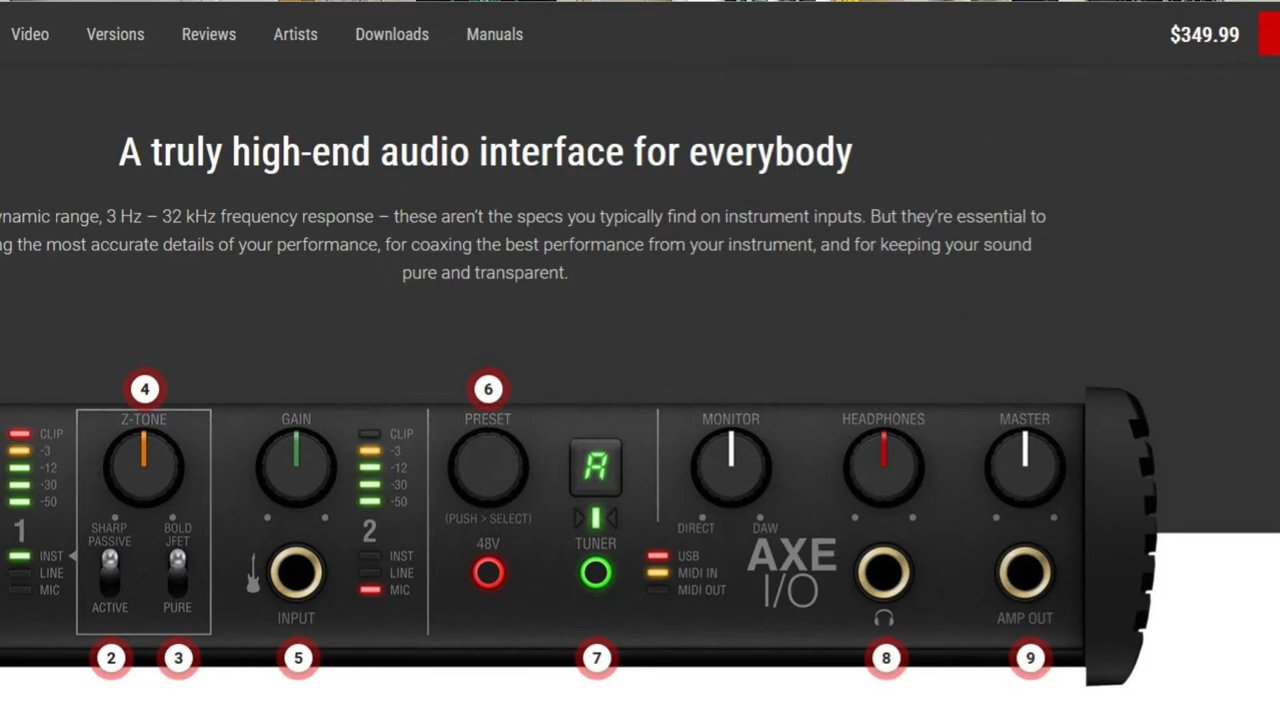 Video Versions Reviews Artists Downloads Manuals $349.99
A truly high-end audio interface for everybody
range, 3 Hz – 32 kHz frequency response – these aren't the specs you typically find on instrument inputs. But they're essential to
the most accurate details of your performance, for coaxing the best performance from your instrument, and for keeping your sound
pure and transparent.
4
6
Z-TONE
GAIN
PRESET
MONITOR
HEADPHONES
MASTER
CLIP
-3
-12
-30
-50
1
INST
LINE
MIC
SHARP
PASSIVE
ACTIVE
BOLD
JFET
PURE
INPUT
CLIP
-3
-12
-30
-50
2
INST
LINE
MIC
(PUSH > SELECT)
48V
A
TUNER
DIRECT
DAW
USB
MIDI IN
MIDI OUT
AXE
I/O
AMP OUT
2
3
5
7
8
9